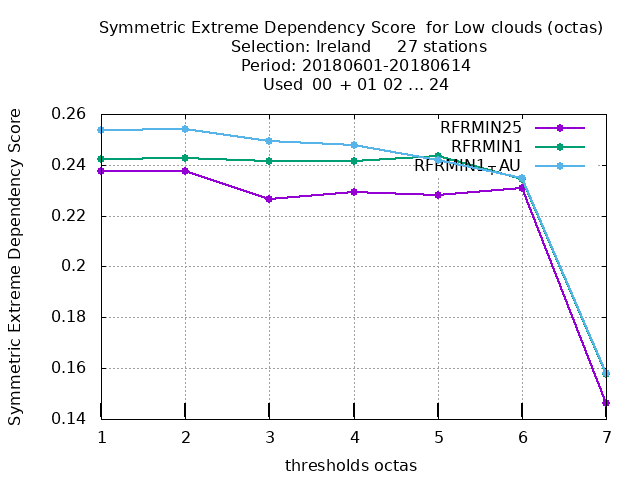 Symmetric Extreme Dependency Score  for Low clouds (octas)
Selection: Ireland     27 stations
Period: 20180601-20180614
Used  00 + 01 02 ... 24
Symmetric Extreme Dependency Score
0.26
0.24
0.22
0.2
0.18
0.16
0.14
RFRMIN25
RFRMIN1
RFRMIN1+AU
1 2 3 4 5 6 7
thresholds octas